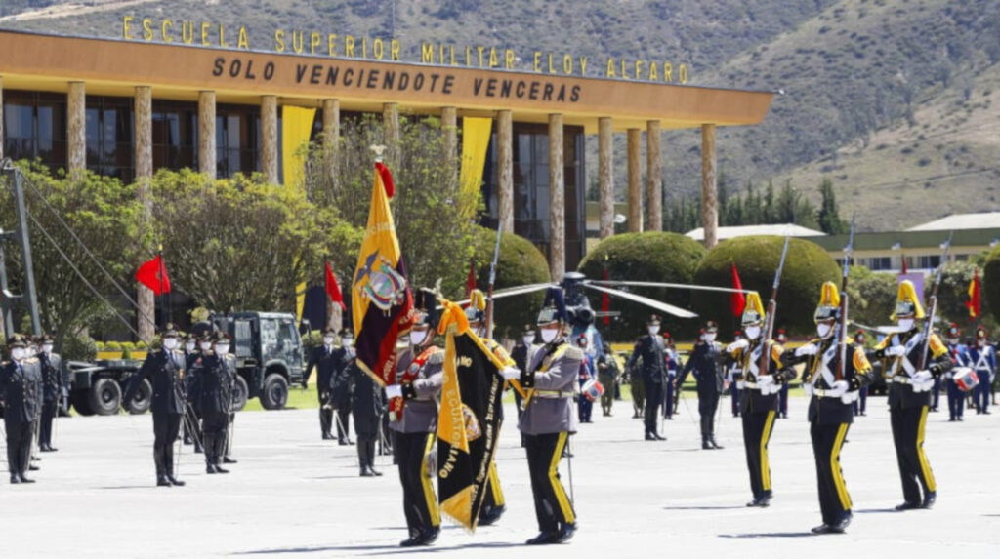 ESCUELA SUPERIOR MILITAR ELOY ALFARO
SOLO VENCIENDOTE VENCERAS